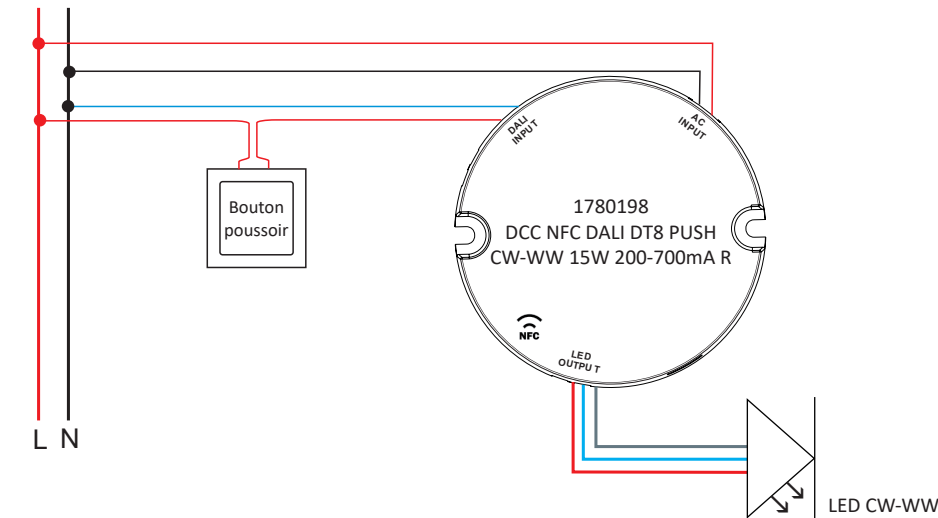 DALI
INPUT
AC
INPUT
Bouton
poussoir
1780198
DCC NFC DALI DT8 PUSH
CW-WW 15W 200-700mA R
NFC
LED
OUTPUT
L N
LED CW-WW